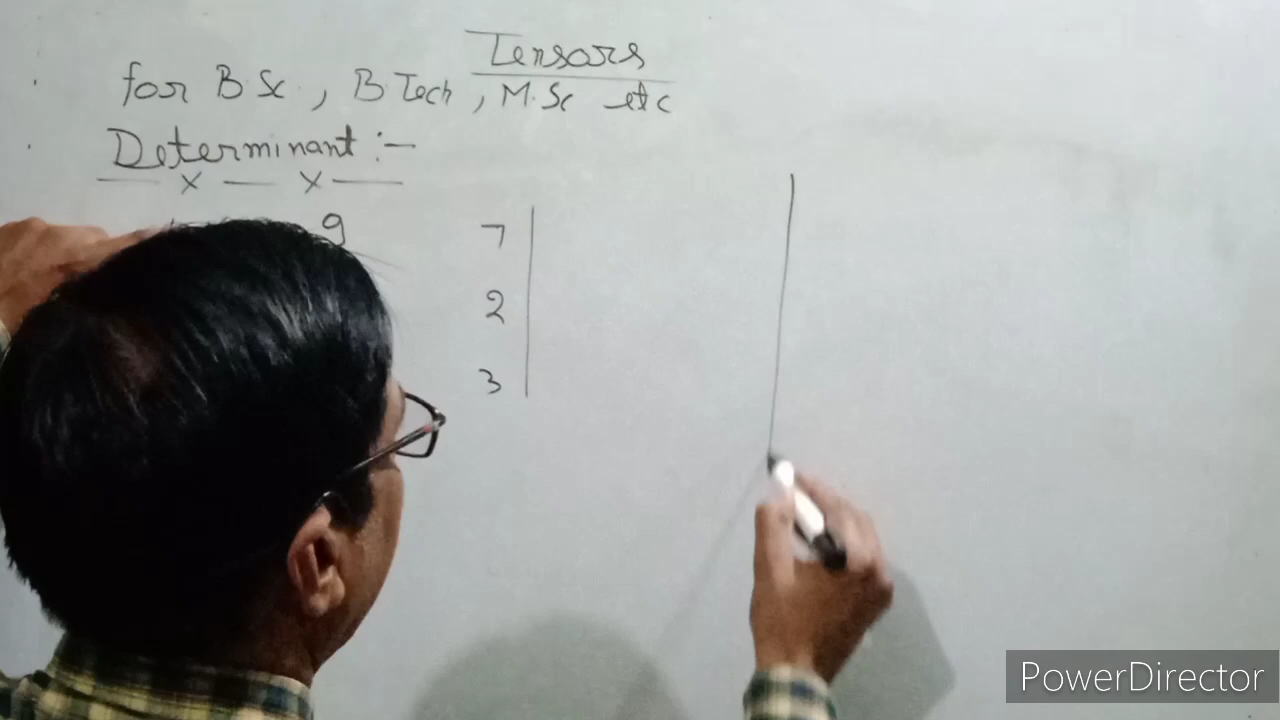 Tensors
for B.Sc., B Tech, M.Sc etc
Determinant :-
— x — x —
9 7
2
3
PowerDirector